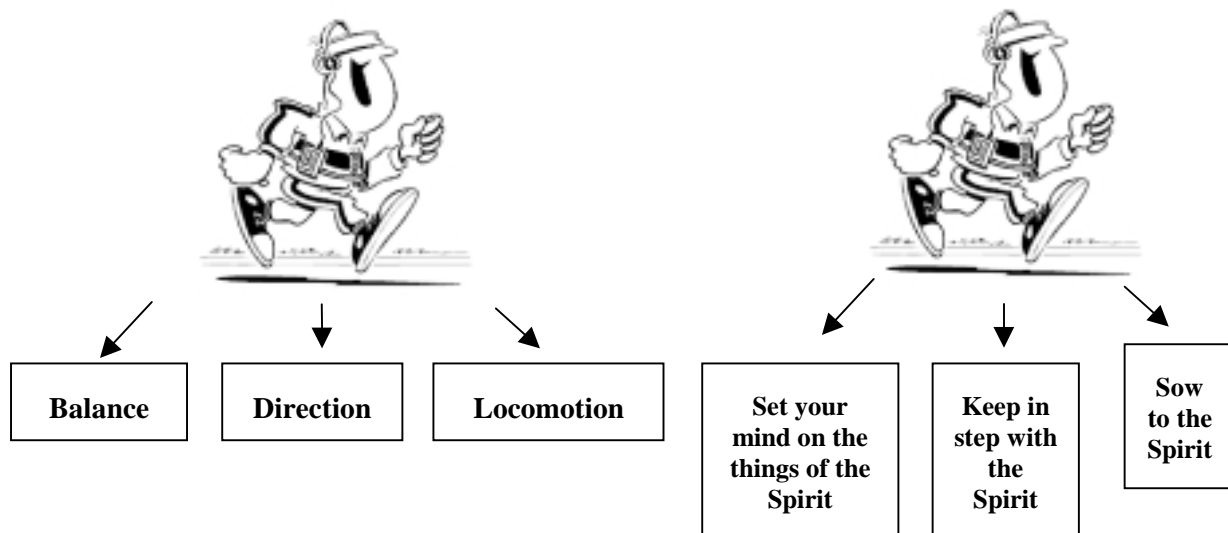 Balance
Direction
Locomotion
Set your
mind on the
things of the
Spirit
Keep in
step with
the
Spirit
Sow
to the
Spirit